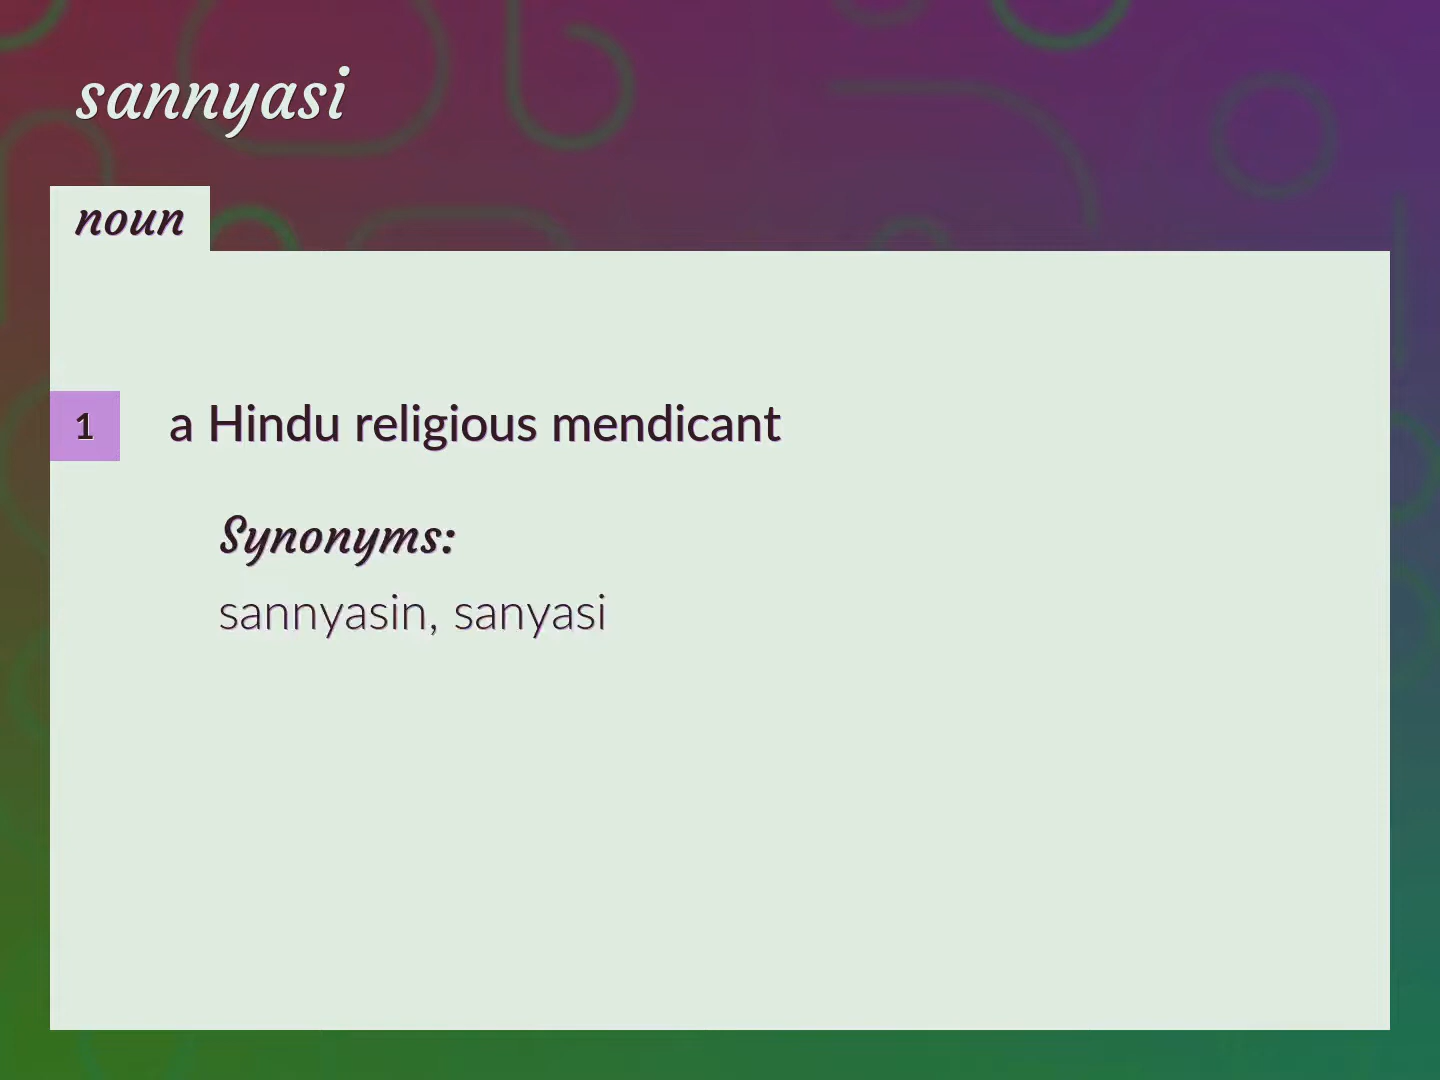 sannyasi
noun
1 a Hindu religious mendicant
Synonyms:
sannyasin, sanyasi